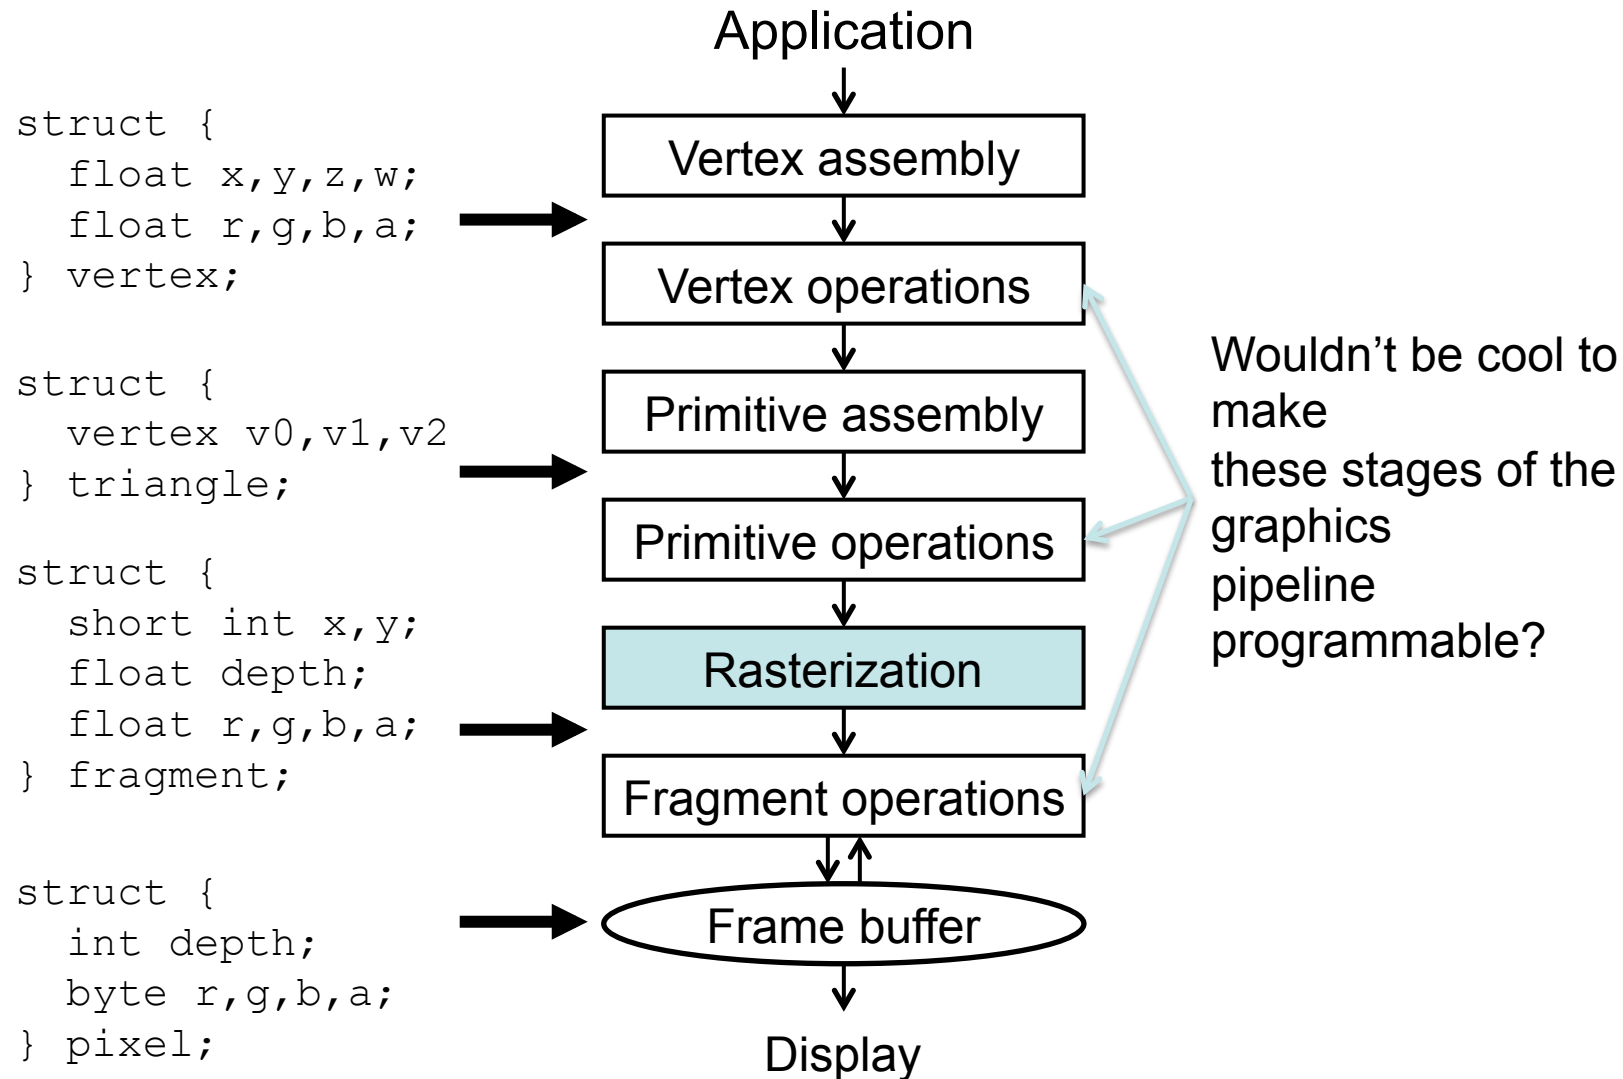 Application
struct {
float x,y,z,w;
float r,g,b,a;
} vertex;
struct {
vertex v0,v1,v2
} triangle;
struct {
short int x,y;
float depth;
float r,g,b,a;
} fragment;
struct {
int depth;
byte r,g,b,a;
} pixel;
Vertex assembly
Vertex operations
Primitive assembly
Primitive operations
Rasterization
Fragment operations
Frame buffer
Display
Wouldn’t be cool to
make
these stages of the
graphics
pipeline
programmable?